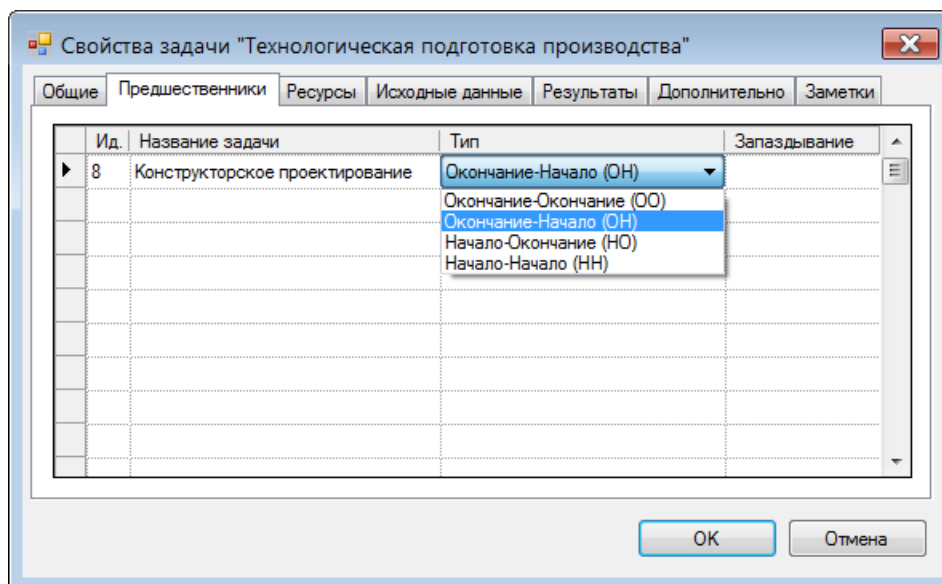 Свойства задачи "Технологическая подготовка производства"
Общие Предшественники Ресурсы Исходные данные Результаты Дополнительно Заметки
Ид. Название задачи Тип Запаздывание
8 Конструкторское проектирование Окончание-Начало (ОН)
Окончание-Окончание (ОО)
Окончание-Начало (ОН)
Начало-Окончание (НО)
Начало-Начало (НН)
ОК Отмена